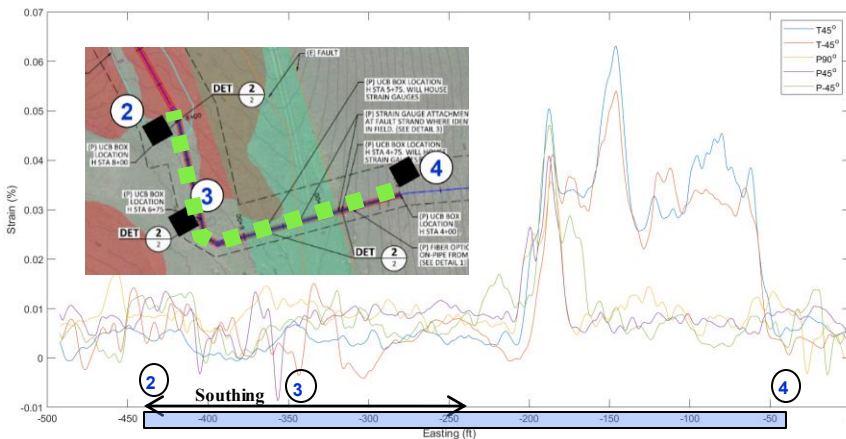 0.07
0.06
0.05
0.04
0.03
0.02
0.01
0
-0.01
Strain (%)
T45°
T-45°
P90°
P45°
P-45°
(E) FAULT
DET 2
2
(P) UCB BOX LOCATION
H STA 5+75. WILL HOUSE
STRAIN GAUGES
(P) STRAIN GAUGE ATTACHMENT
AT FAULT STRAND WHERE IDENT
IN FIELD. (SEE DETAIL 3)
(P) UCB BOX LOCATION
H STA 4+75. WILL HOUSE
STRAIN GAUGES
2
(P) UCB BOX
LOCATION
H STA 8+00
8+00
4
(P) UCB BOX
LOCATION
H STA 6+75
3
DET 2
2
(P) UCB BOX
LOCATION
H STA 4+00
(P) FIBER OPTIC
ON-PIPE FROM
(SEE DETAIL 1)
DET 2
2
2
3
4
Southing
-500
-450
-400
-350
-300
-250
-200
-150
-100
-50
Easting (ft)